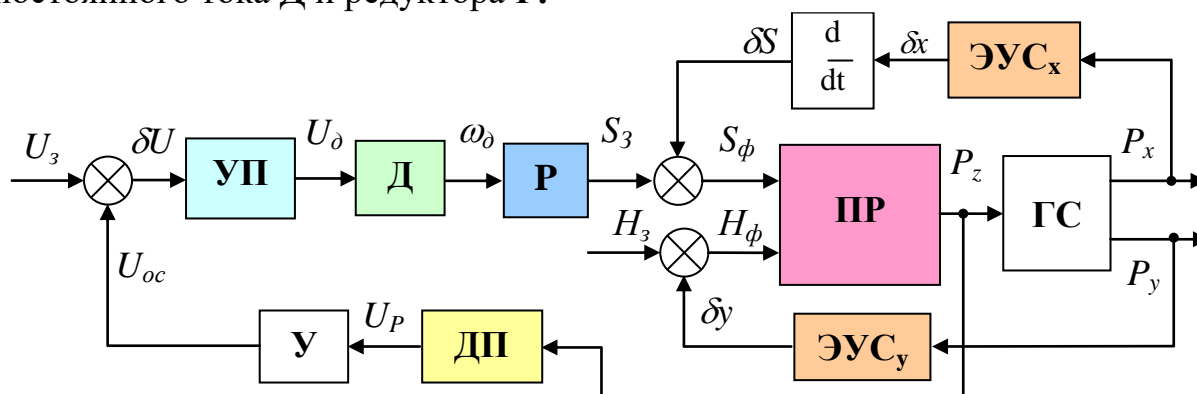 постоянного тока Д и редуктора Р.
δS
d
dt
δx
ЭУСx
Uз
δU
УП
Uд
Д
ωд
Р
SЗ
Sф
ПР
Pz
ГС
Px
Hз
Hф
Py
Uос
δy
ЭУСy
У
UP
ДП